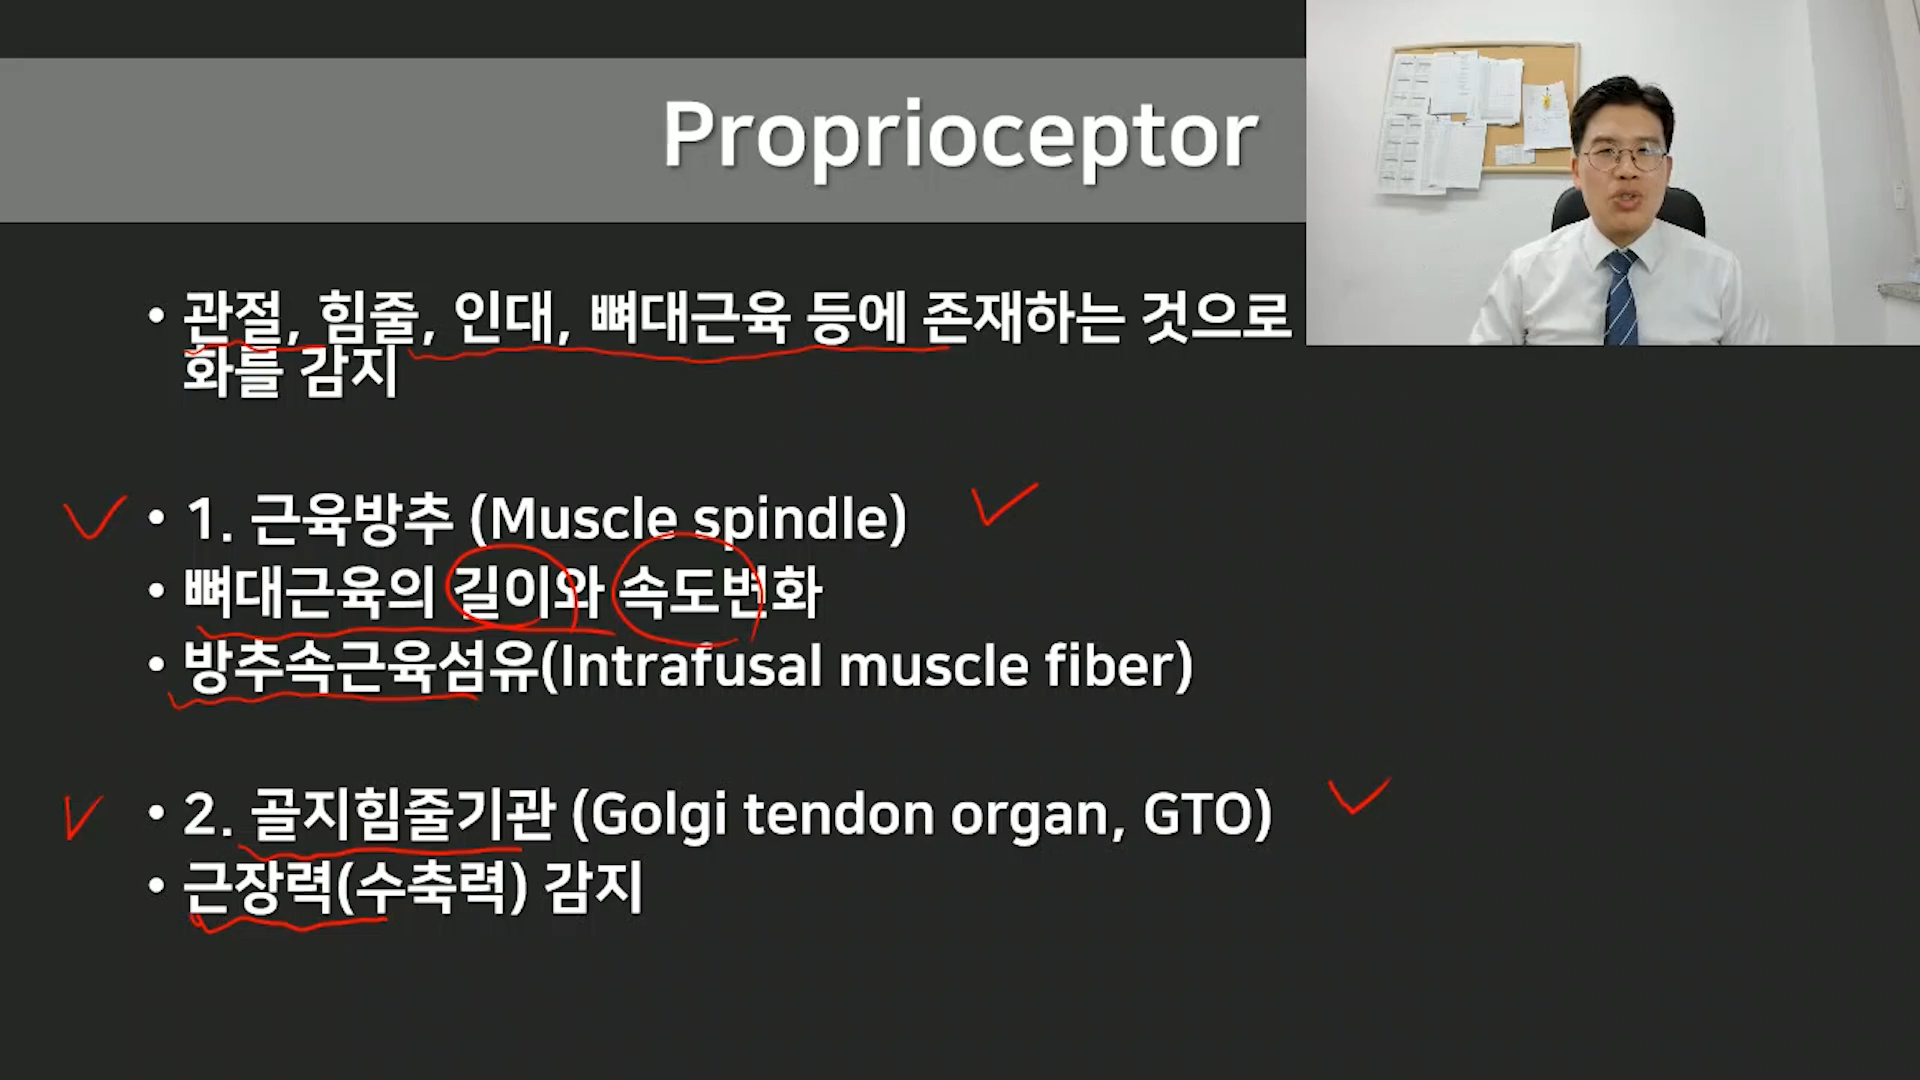 Proprioceptor
• 관절, 힘줄, 인대, 뼈대근육 등에 존재하는 것으로
화를 감지
• 1. 근육방추 (Muscle spindle)
• 뼈대근육의 길이와 속도변화
• 방추속근육섬유(Intrafusal muscle fiber)
• 2. 골지힘줄기관 (Golgi tendon organ, GTO)
• 근장력(수축력) 감지